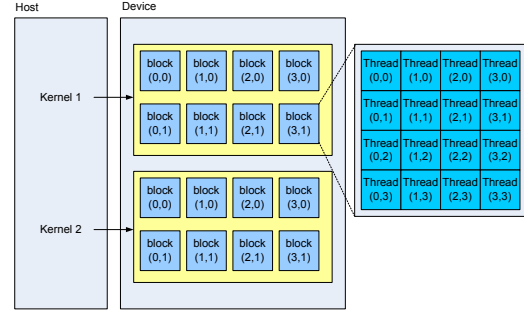 Host
Device
Kernel 1
block block block block
(0,0) (1,0) (2,0) (3,0)
block block block block
(0,1) (1,1) (2,1) (3,1)
Thread Thread Thread Thread
(0,0) (1,0) (2,0) (3,0)
Thread Thread Thread Thread
(0,1) (1,1) (2,1) (3,1)
Thread Thread Thread Thread
(0,2) (1,2) (2,2) (3,2)
Thread Thread Thread Thread
(0,3) (1,3) (2,3) (3,3)
Kernel 2
block block block block
(0,0) (1,0) (2,0) (3,0)
block block block block
(0,1) (1,1) (2,1) (3,1)